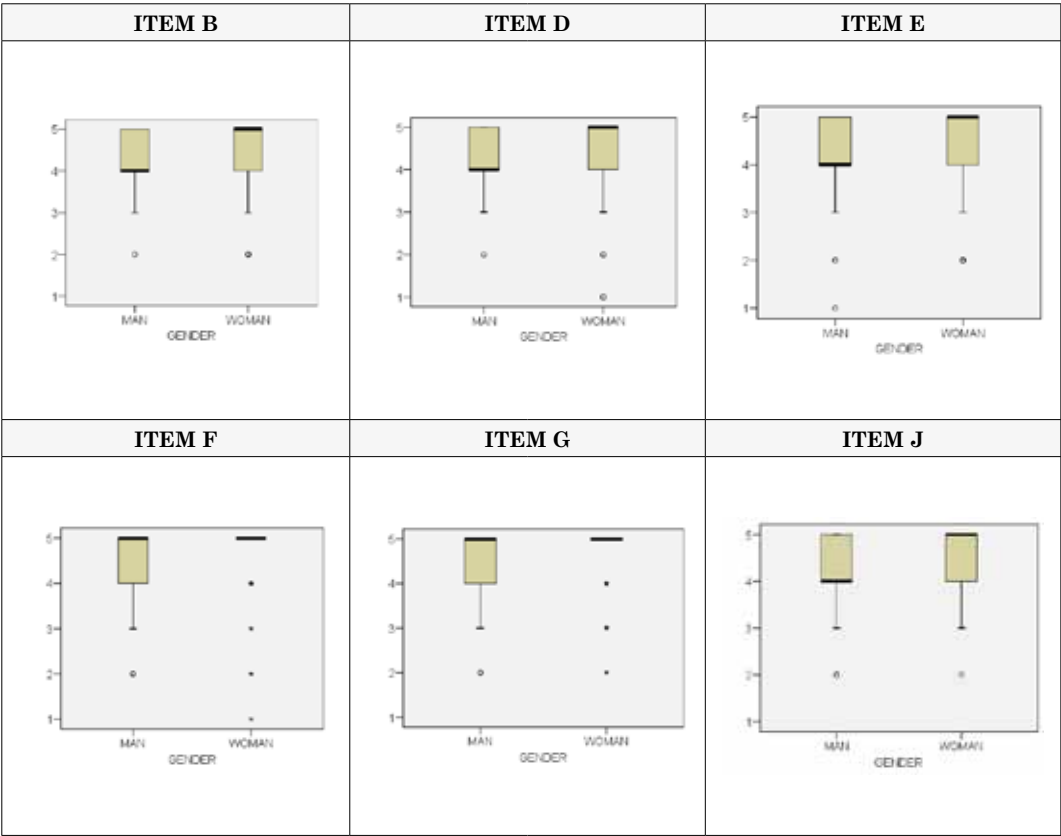 ITEM B ITEM D ITEM E
5 5 5
4 4 4
3 3 3
2 2 2
1 1 1
MAN WOMAN MAN WOMAN MAN WOMAN
GENDER GENDER GENDER
ITEM F ITEM G ITEM J
5 5 5
4 4 4
3 3 3
2 2 2
1 1 1
MAN WOMAN MAN WOMAN MAN WOMAN
GENDER GENDER GENDER